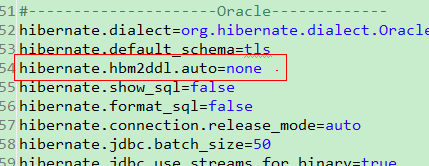 51 #--------------------Oracle-------------
52 hibernate.dialect=org.hibernate.dialect.Oracle
53 hibernate.default_schema=tls
54 hibernate.hbm2ddl.auto=none
55 hibernate.show_sql=false
56 hibernate.format_sql=false
57 hibernate.connection.release_mode=auto
58 hibernate.jdbc.batch_size=50
59 hibernate.jdbc.use_streams_for_binary=true